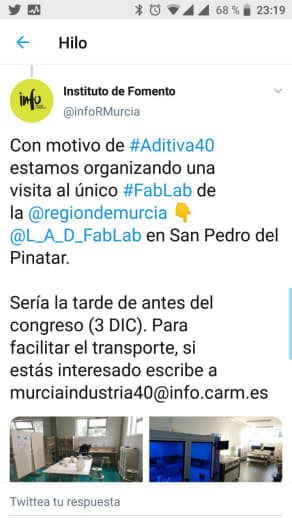 68 % 23:19
Hilo
info
Instituto de Fomento
@infoRMurcia
Con motivo de #Aditiva40
estamos organizando una
visita al único #FabLab de
la @regiondemurcia 👇
@L_A_D_FabLab en San Pedro del
Pinatar.
Sería la tarde de antes del
congreso (3 DIC). Para
facilitar el transporte, si
estás interesado escribe a
murciaindustria40@info.carm.es
Twittea tu respuesta